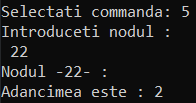 Selectati commanda: 5
Introduceti nodul :
22
Nodul -22- :
Adancimea este : 2